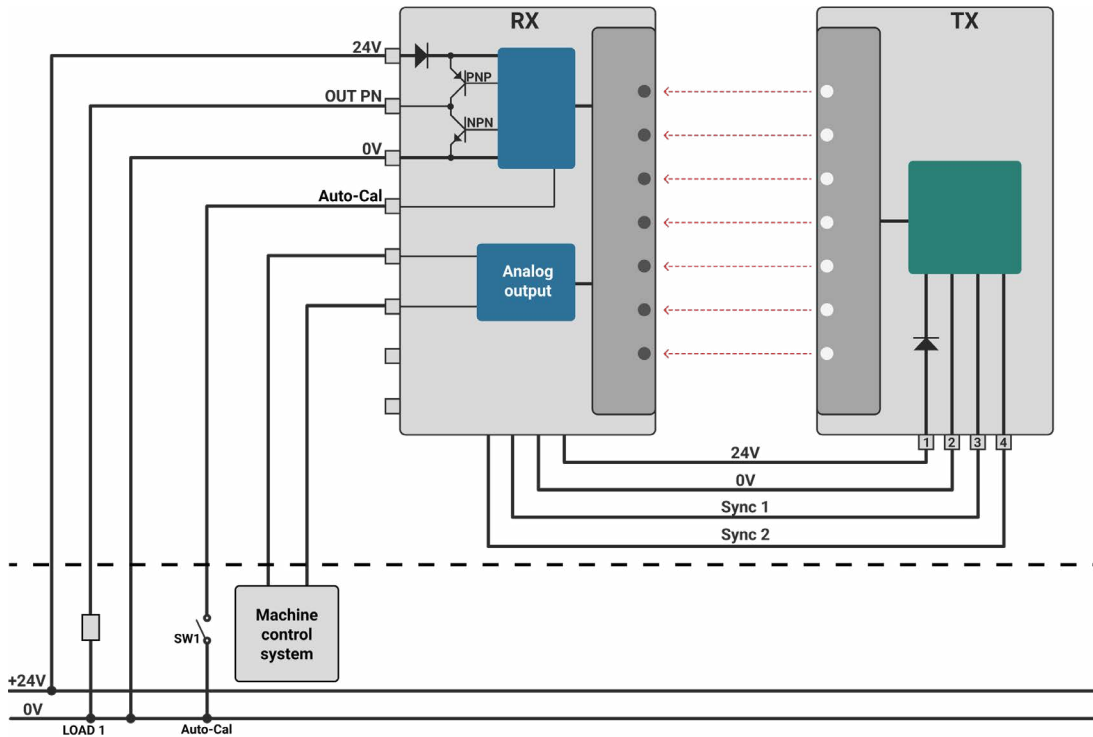 RX
TX
24V
PNP
OUT PN
NPN
0V
Auto-Cal
Analog
output
1
2
3
4
24V
0V
Sync 1
Sync 2
Machine
control
system
SW1
+24V
0V
LOAD 1
Auto-Cal